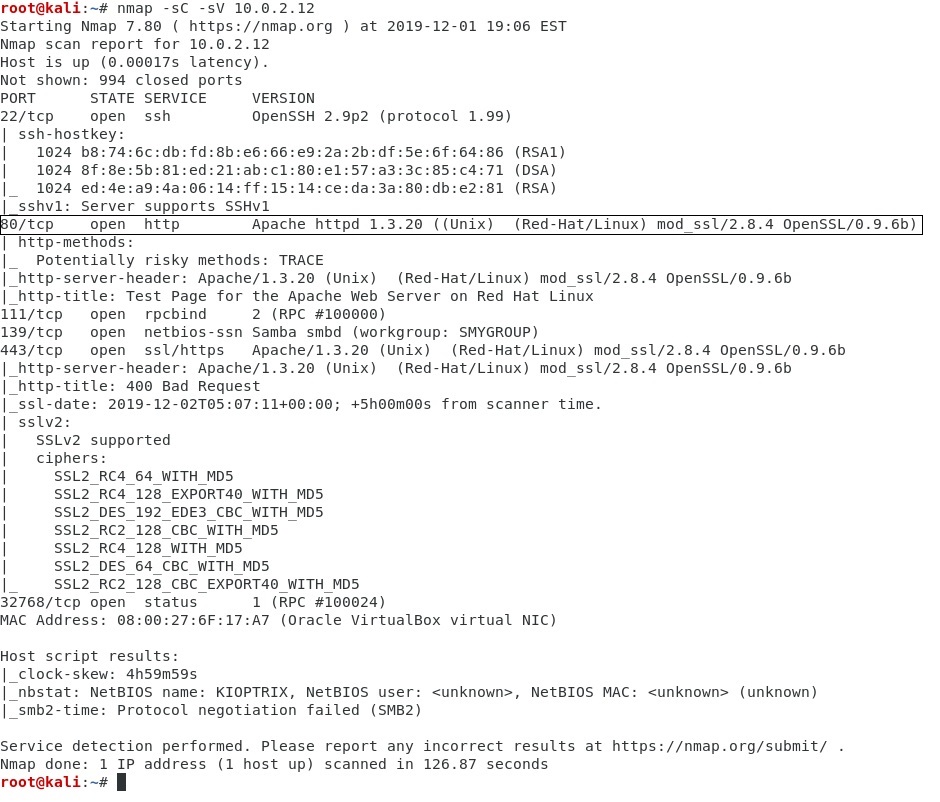 root@kali:~# nmap -sC -sV 10.0.2.12
Starting Nmap 7.80 ( https://nmap.org ) at 2019-12-01 19:06 EST
Nmap scan report for 10.0.2.12
Host is up (0.00017s latency).
Not shown: 994 closed ports
PORT      STATE SERVICE     VERSION
22/tcp    open  ssh         OpenSSH 2.9p2 (protocol 1.99)
| ssh-hostkey:
|   1024 b8:74:6c:db:fd:8b:e6:66:e9:2a:2b:df:5e:6f:64:86 (RSA1)
|   1024 8f:8e:5b:81:ed:21:ab:c1:80:e1:57:a3:3c:85:c4:71 (DSA)
|_  1024 ed:4e:a9:4a:06:14:ff:15:14:ce:da:3a:80:db:e2:81 (RSA)
|_sshv1: Server supports SSHv1
80/tcp    open  http        Apache httpd 1.3.20 ((Unix)  (Red-Hat/Linux) mod_ssl/2.8.4 OpenSSL/0.9.6b)
| http-methods:
|_  Potentially risky methods: TRACE
|_http-server-header: Apache/1.3.20 (Unix)  (Red-Hat/Linux) mod_ssl/2.8.4 OpenSSL/0.9.6b
|_http-title: Test Page for the Apache Web Server on Red Hat Linux
111/tcp   open  rpcbind     2 (RPC #100000)
139/tcp   open  netbios-ssn Samba smbd (workgroup: SMYGROUP)
443/tcp   open  ssl/https   Apache/1.3.20 (Unix)  (Red-Hat/Linux) mod_ssl/2.8.4 OpenSSL/0.9.6b
|_http-server-header: Apache/1.3.20 (Unix)  (Red-Hat/Linux) mod_ssl/2.8.4 OpenSSL/0.9.6b
|_http-title: 400 Bad Request
|_ssl-date: 2019-12-02T05:07:11+00:00; +5h00m00s from scanner time.
| sslv2:
|   SSLv2 supported
|   ciphers:
|     SSL2_RC4_64_WITH_MD5
|     SSL2_RC4_128_EXPORT40_WITH_MD5
|     SSL2_DES_192_EDE3_CBC_WITH_MD5
|     SSL2_RC2_128_CBC_WITH_MD5
|     SSL2_RC4_128_WITH_MD5
|     SSL2_DES_64_CBC_WITH_MD5
|_    SSL2_RC2_128_CBC_EXPORT40_WITH_MD5
32768/tcp open  status      1 (RPC #100024)
MAC Address: 08:00:27:6F:17:A7 (Oracle VirtualBox virtual NIC)

Host script results:
|_clock-skew: 4h59m59s
|_nbstat: NetBIOS name: KIOPTRIX, NetBIOS user: <unknown>, NetBIOS MAC: <unknown> (unknown)
|_smb2-time: Protocol negotiation failed (SMB2)

Service detection performed. Please report any incorrect results at https://nmap.org/submit/ .
Nmap done: 1 IP address (1 host up) scanned in 126.87 seconds
root@kali:~#